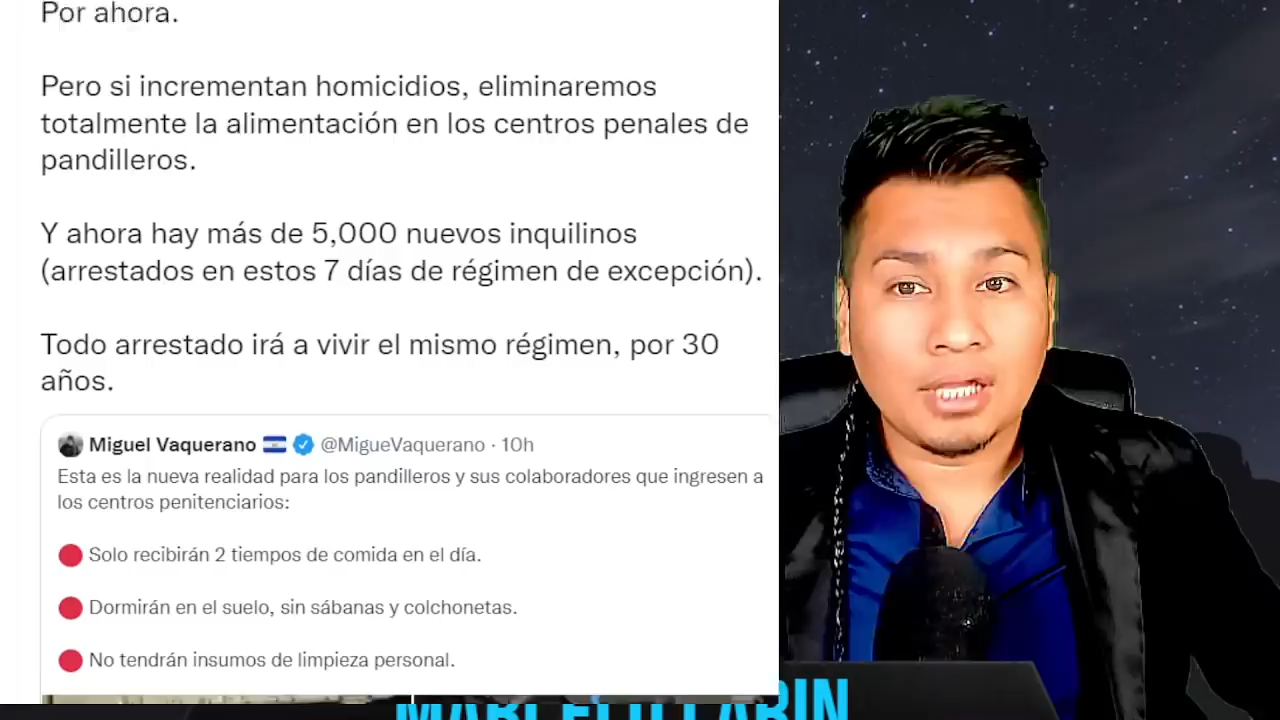 Por ahora.
Pero si incrementan homicidios, eliminaremos
totalmente la alimentación en los centros penales de
pandilleros.
Y ahora hay más de 5,000 nuevos inquilinos
(arrestados en estos 7 días de régimen de excepción).
Todo arrestado irá a vivir el mismo régimen, por 30
años.
Miguel Vaquerano 🇸🇻 @MigueVaquerano · 10h
Esta es la nueva realidad para los pandilleros y sus colaboradores que ingresen a
los centros penitenciarios:
🔴 Solo recibirán 2 tiempos de comida en el día.
🔴 Dormirán en el suelo, sin sábanas y colchonetas.
🔴 No tendrán insumos de limpieza personal.